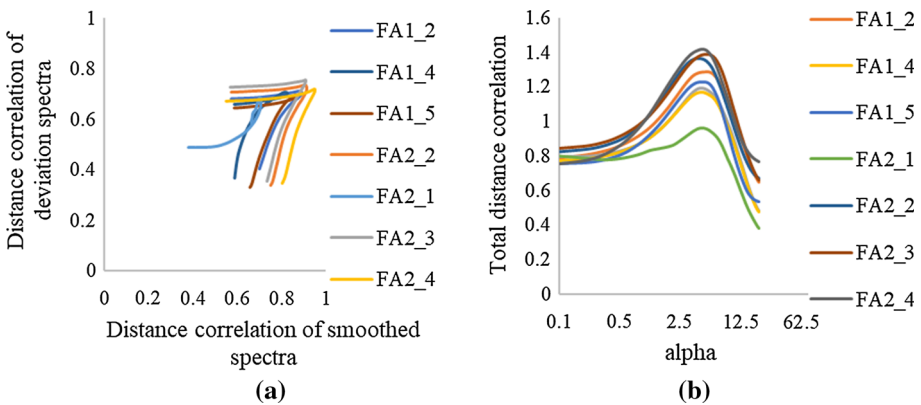 Distance correlation of
deviation spectra
1
0.8
0.6
0.4
0.2
0
0 0.2 0.4 0.6 0.8 1
Distance correlation of smoothed
spectra
FA1_2
FA1_4
FA1_5
FA2_2
FA2_1
FA2_3
FA2_4
(a)
Total distance correlation
1.6
1.4
1.2
1
0.8
0.6
0.4
0.2
0
0.1 0.5 2.5 12.5 62.5
alpha
FA1_2
FA1_4
FA1_5
FA2_1
FA2_2
FA2_3
FA2_4
(b)